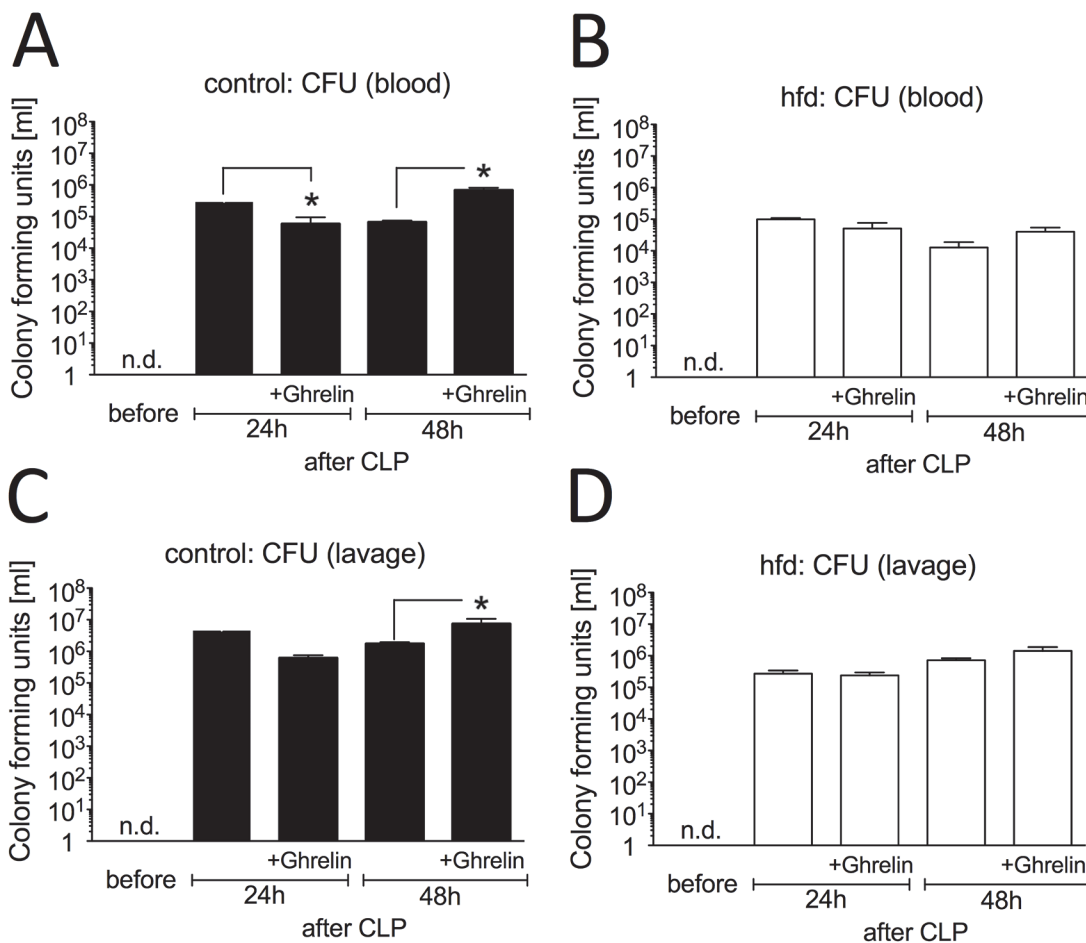 A
control: CFU (blood)
Colony forming units [ml]
10⁸
10⁷
10⁶
10⁵
10⁴
10³
10²
10¹
1
n.d.
*
*
+Ghrelin
+Ghrelin
before
24h
48h
after CLP
B
hfd: CFU (blood)
Colony forming units [ml]
10⁸
10⁷
10⁶
10⁵
10⁴
10³
10²
10¹
1
n.d.
+Ghrelin
+Ghrelin
before
24h
48h
after CLP
C
control: CFU (lavage)
Colony forming units [ml]
10⁸
10⁷
10⁶
10⁵
10⁴
10³
10²
10¹
1
n.d.
*
+Ghrelin
+Ghrelin
before
24h
48h
after CLP
D
hfd: CFU (lavage)
Colony forming units [ml]
10⁸
10⁷
10⁶
10⁵
10⁴
10³
10²
10¹
1
n.d.
+Ghrelin
+Ghrelin
before
24h
48h
after CLP